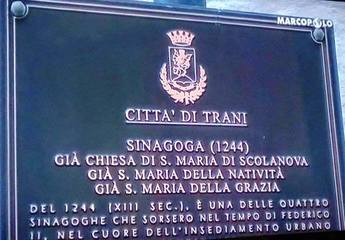 MARCOPOLO
CITTA' DI TRANI
SINAGOGA (1244)
GIÀ CHIESA DI S. MARIA DI SCOLANOVA
GIÀ S. MARIA DELLA NATIVITÀ
GIÀ S. MARIA DELLA GRAZIA
DEL 1244 (XIII SEC.), È UNA DELLE QUATTRO
SINAGOGHE CHE SORSERO NEL TEMPO DI FEDERICO
II, NEL CUORE DELL'INSEDIAMENTO URBANO